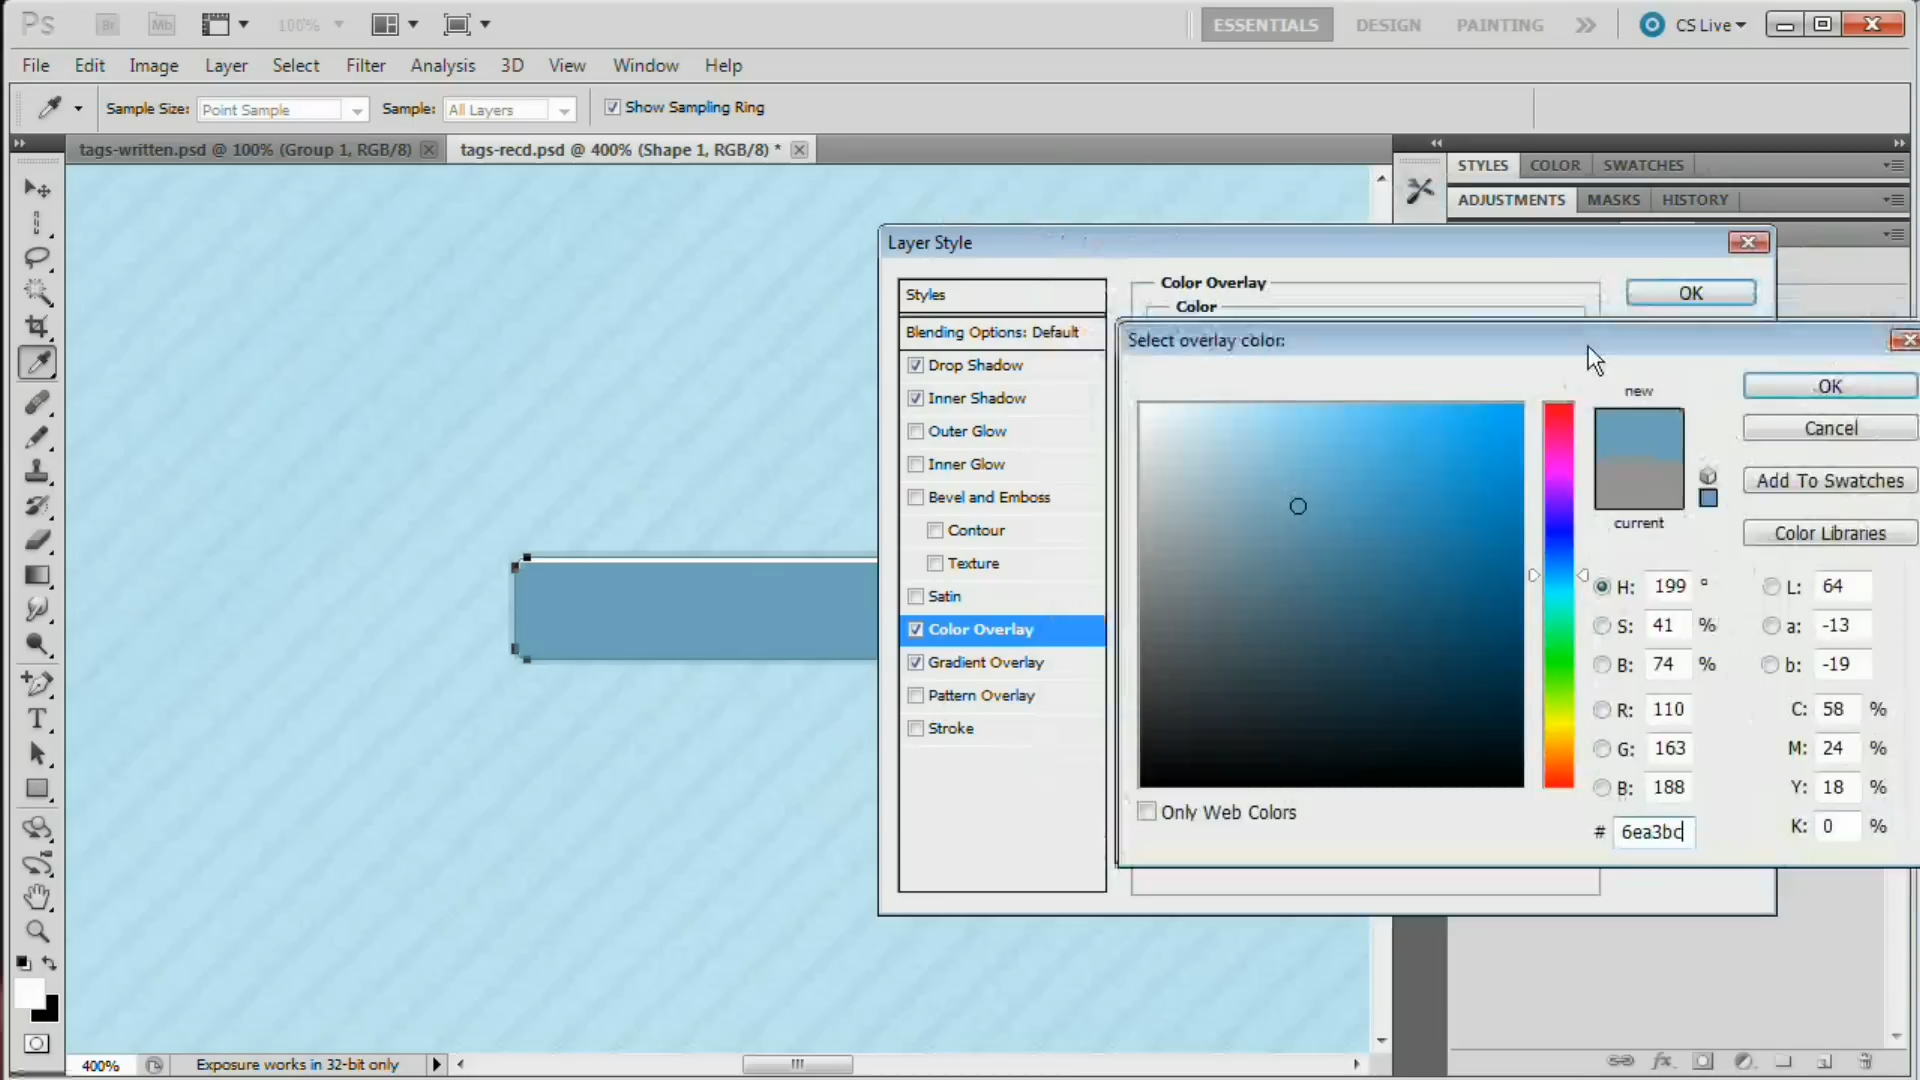 Ps Br Mb 100% ESSENTIALS DESIGN PAINTING CS Live
File Edit Image Layer Select Filter Analysis 3D View Window Help
Sample Size: Point Sample Sample: All Layers Show Sampling Ring
tags-written.psd @ 100% (Group 1, RGB/8) tags-recd.psd @ 400% (Shape 1, RGB/8) *
STYLES COLOR SWATCHES
ADJUSTMENTS MASKS HISTORY
Layer Style
Styles
Blending Options: Default
Drop Shadow
Inner Shadow
Outer Glow
Inner Glow
Bevel and Emboss
Contour
Texture
Satin
Color Overlay
Gradient Overlay
Pattern Overlay
Stroke
Color Overlay
Color
OK
Select overlay color:
new
current
OK
Cancel
Add To Swatches
Color Libraries
H: 199 °
S: 41 %
B: 74 %
R: 110
G: 163
B: 188
# 6ea3bc
L: 64
a: -13
b: -19
C: 58 %
M: 24 %
Y: 18 %
K: 0 %
Only Web Colors
T
400% Exposure works in 32-bit only
fx